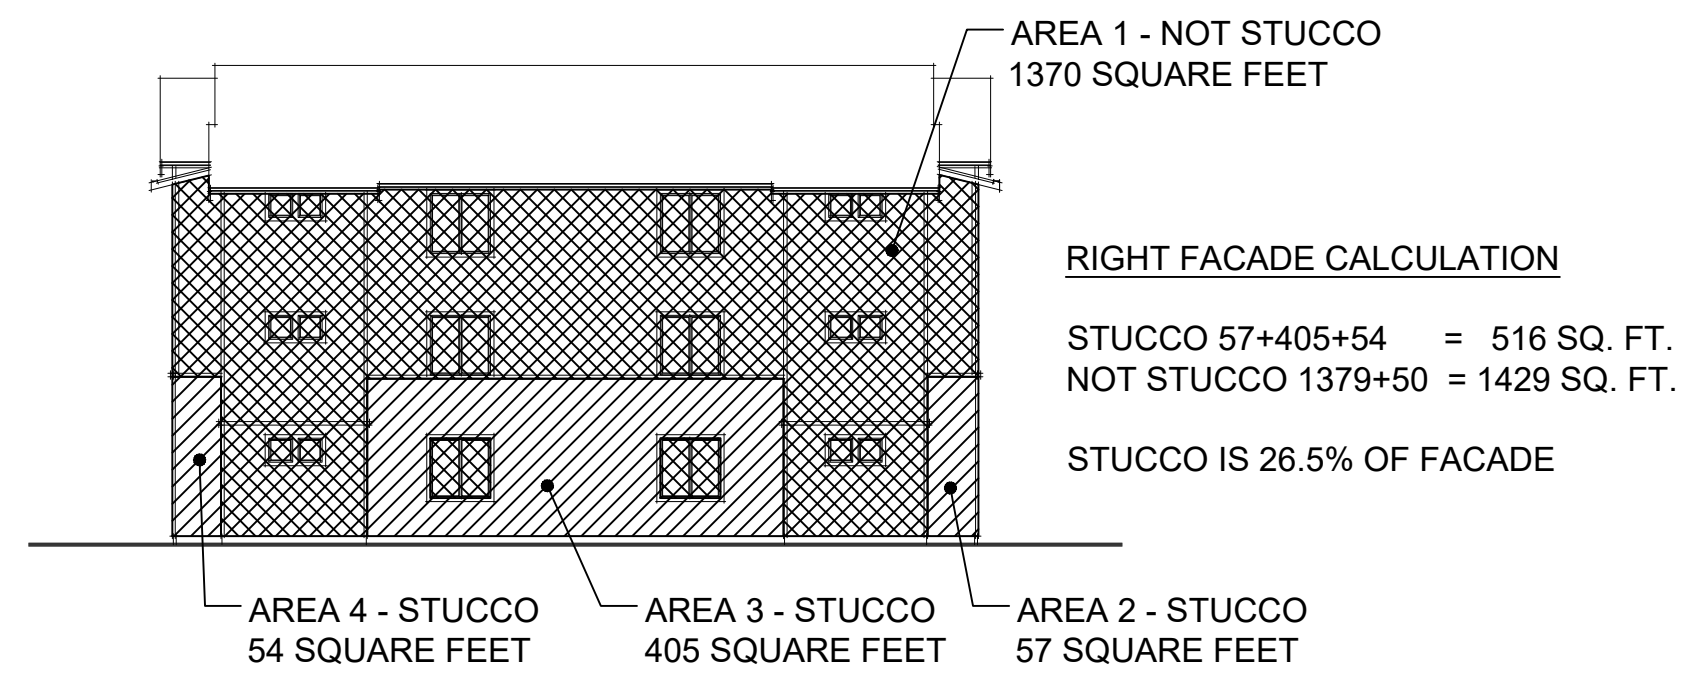 AREA 1 - NOT STUCCO
1370 SQUARE FEET
RIGHT FACADE CALCULATION
STUCCO 57+405+54 = 516 SQ. FT.
NOT STUCCO 1379+50 = 1429 SQ. FT.
STUCCO IS 26.5% OF FACADE
AREA 4 - STUCCO
54 SQUARE FEET
AREA 3 - STUCCO
405 SQUARE FEET
AREA 2 - STUCCO
57 SQUARE FEET